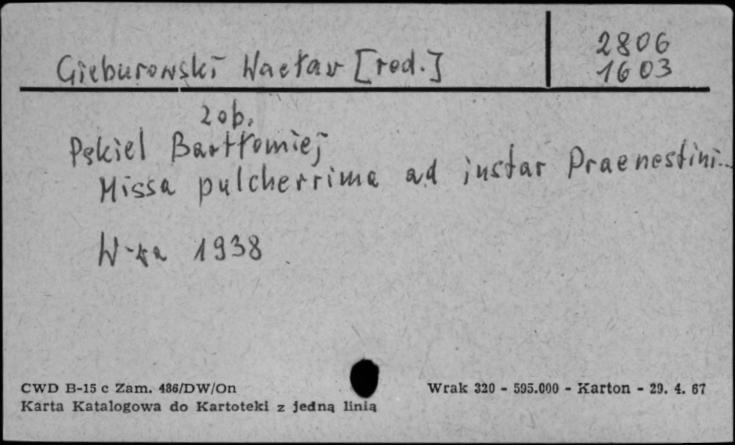 Gieburowski Wacław [red.]
2806
1603
zob.
Pękiel Bartłomiej
Missa pulcherrima ad instar Praenestini...
W-wa 1938
CWD B-15 c Zam. 486/DW/On
Wrak 320 - 595.000 - Karton - 29. 4. 67
Karta Katalogowa do Kartoteki z jedną linią